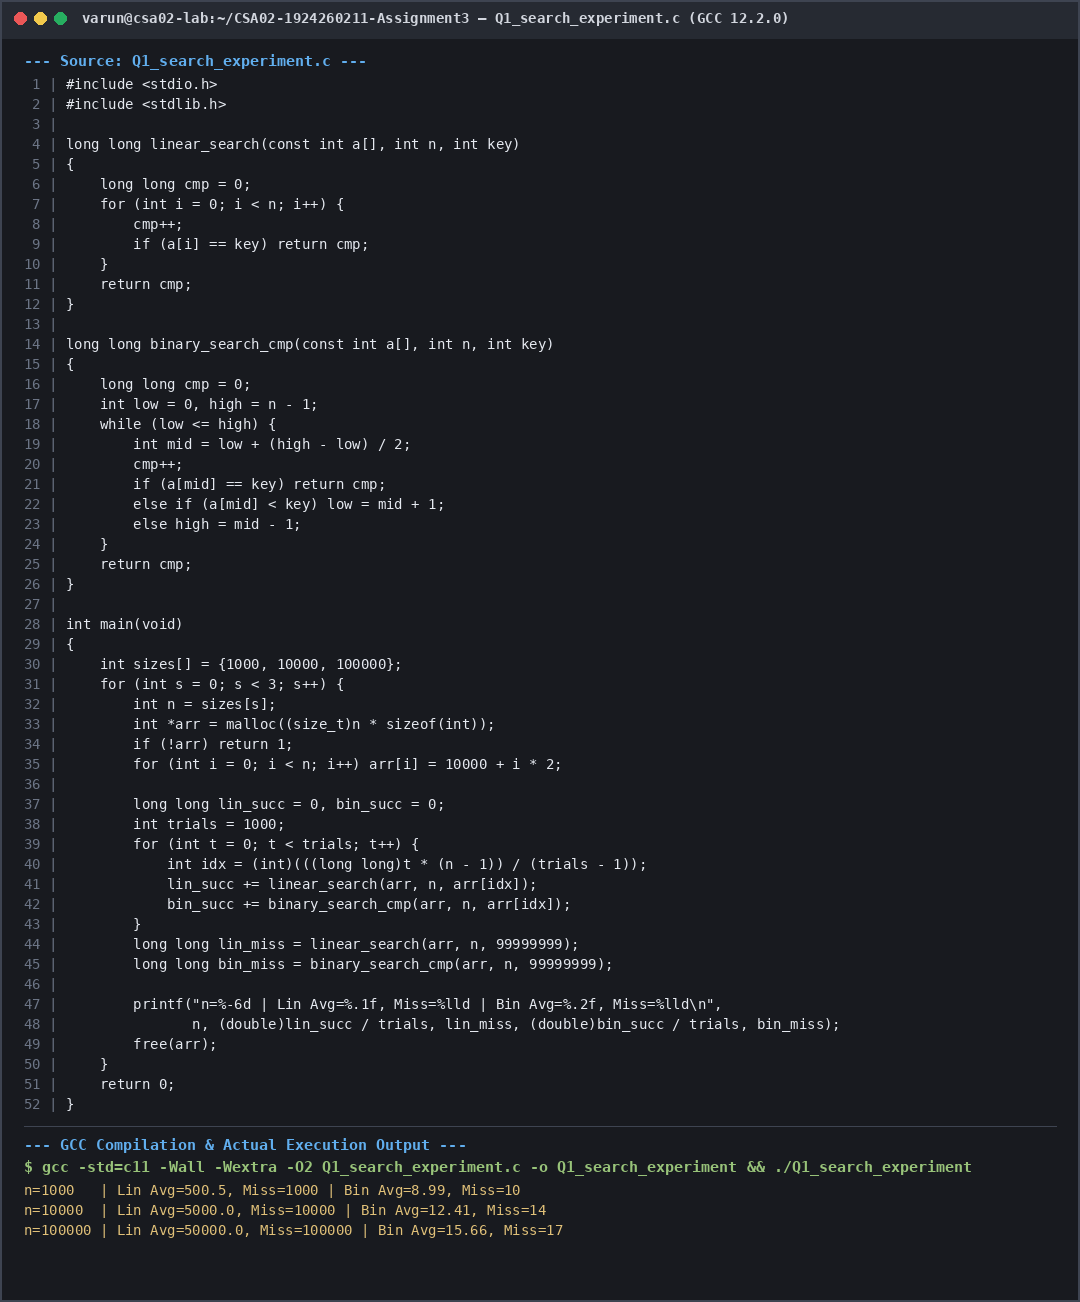 varun@csa02-lab:~/CSA02-1924260211-Assignment3 — Q1_search_experiment.c (GCC 12.2.0)
--- Source: Q1_search_experiment.c ---
 1 | #include <stdio.h>
 2 | #include <stdlib.h>
 3 |
 4 | long long linear_search(const int a[], int n, int key)
 5 | {
 6 |     long long cmp = 0;
 7 |     for (int i = 0; i < n; i++) {
 8 |         cmp++;
 9 |         if (a[i] == key) return cmp;
10 |     }
11 |     return cmp;
12 | }
13 |
14 | long long binary_search_cmp(const int a[], int n, int key)
15 | {
16 |     long long cmp = 0;
17 |     int low = 0, high = n - 1;
18 |     while (low <= high) {
19 |         int mid = low + (high - low) / 2;
20 |         cmp++;
21 |         if (a[mid] == key) return cmp;
22 |         else if (a[mid] < key) low = mid + 1;
23 |         else high = mid - 1;
24 |     }
25 |     return cmp;
26 | }
27 |
28 | int main(void)
29 | {
30 |     int sizes[] = {1000, 10000, 100000};
31 |     for (int s = 0; s < 3; s++) {
32 |         int n = sizes[s];
33 |         int *arr = malloc((size_t)n * sizeof(int));
34 |         if (!arr) return 1;
35 |         for (int i = 0; i < n; i++) arr[i] = 10000 + i * 2;
36 |
37 |         long long lin_succ = 0, bin_succ = 0;
38 |         int trials = 1000;
39 |         for (int t = 0; t < trials; t++) {
40 |             int idx = (int)(((long long)t * (n - 1)) / (trials - 1));
41 |             lin_succ += linear_search(arr, n, arr[idx]);
42 |             bin_succ += binary_search_cmp(arr, n, arr[idx]);
43 |         }
44 |         long long lin_miss = linear_search(arr, n, 99999999);
45 |         long long bin_miss = binary_search_cmp(arr, n, 99999999);
46 |
47 |         printf("n=%-6d | Lin Avg=%.1f, Miss=%lld | Bin Avg=%.2f, Miss=%lld\n",
48 |                n, (double)lin_succ / trials, lin_miss, (double)bin_succ / trials, bin_miss);
49 |         free(arr);
50 |     }
51 |     return 0;
52 | }
--- GCC Compilation & Actual Execution Output ---
$ gcc -std=c11 -Wall -Wextra -O2 Q1_search_experiment.c -o Q1_search_experiment && ./Q1_search_experiment
n=1000   | Lin Avg=500.5, Miss=1000 | Bin Avg=8.99, Miss=10
n=10000  | Lin Avg=5000.0, Miss=10000 | Bin Avg=12.41, Miss=14
n=100000 | Lin Avg=50000.0, Miss=100000 | Bin Avg=15.66, Miss=17